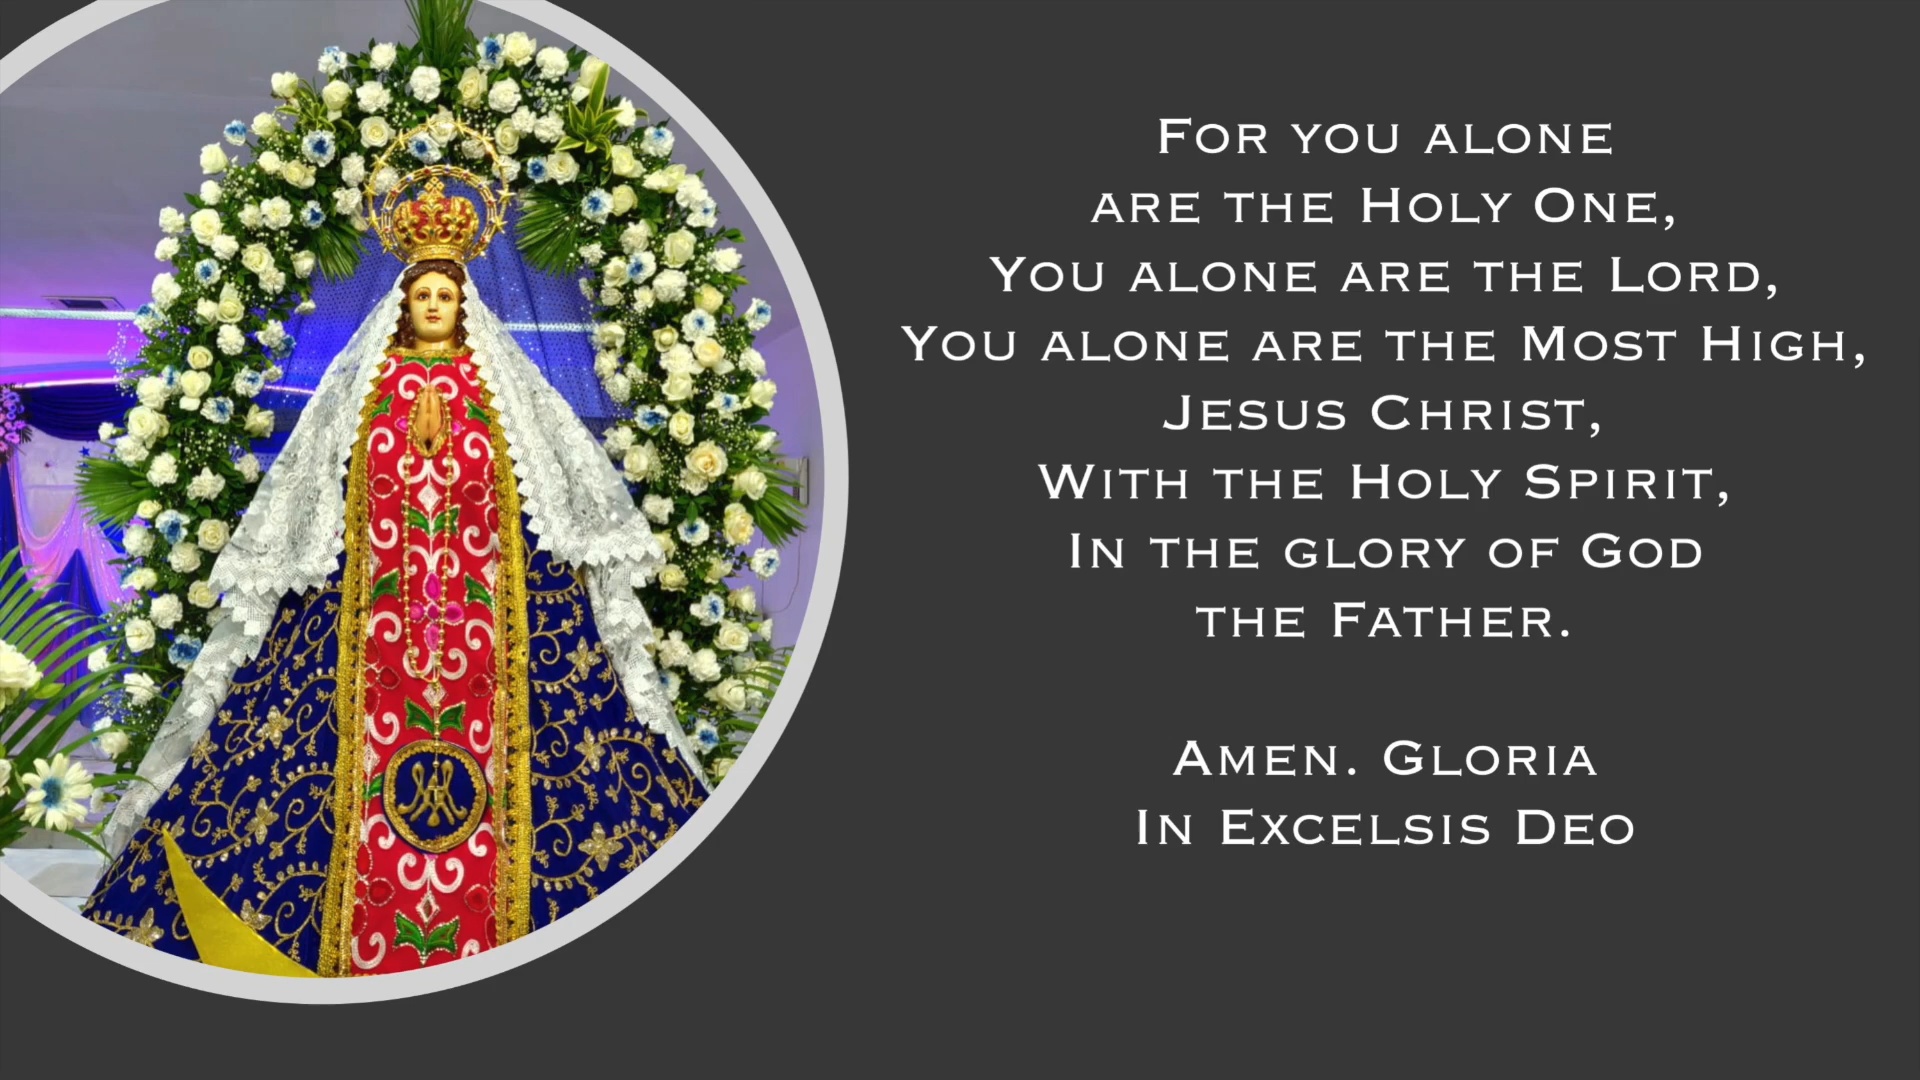 For you alone
are the Holy One,
You alone are the Lord,
You alone are the Most High,
Jesus Christ,
With the Holy Spirit,
In the glory of God
the Father.
Amen. Gloria
In Excelsis Deo